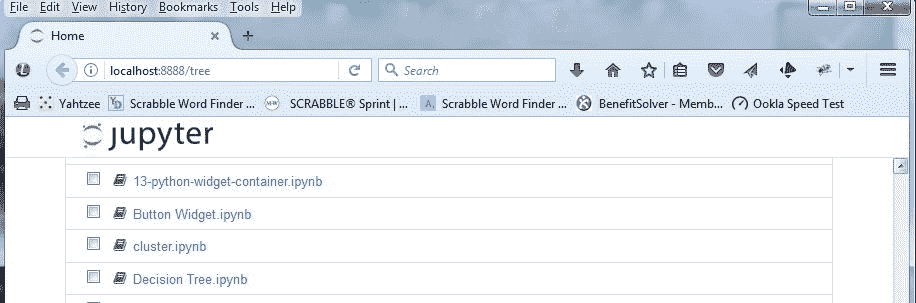 File Edit View History Bookmarks Tools Help
Home
localhost:8888/tree
Search
Yahtzee YD Scrabble Word Finder ... M-W SCRABBLE® Sprint | ... A, Scrabble Word Finder ... BenefitSolver - Memb... Ookla Speed Test
jupyter
13-python-widget-container.ipynb
Button Widget.ipynb
cluster.ipynb
Decision Tree.ipynb